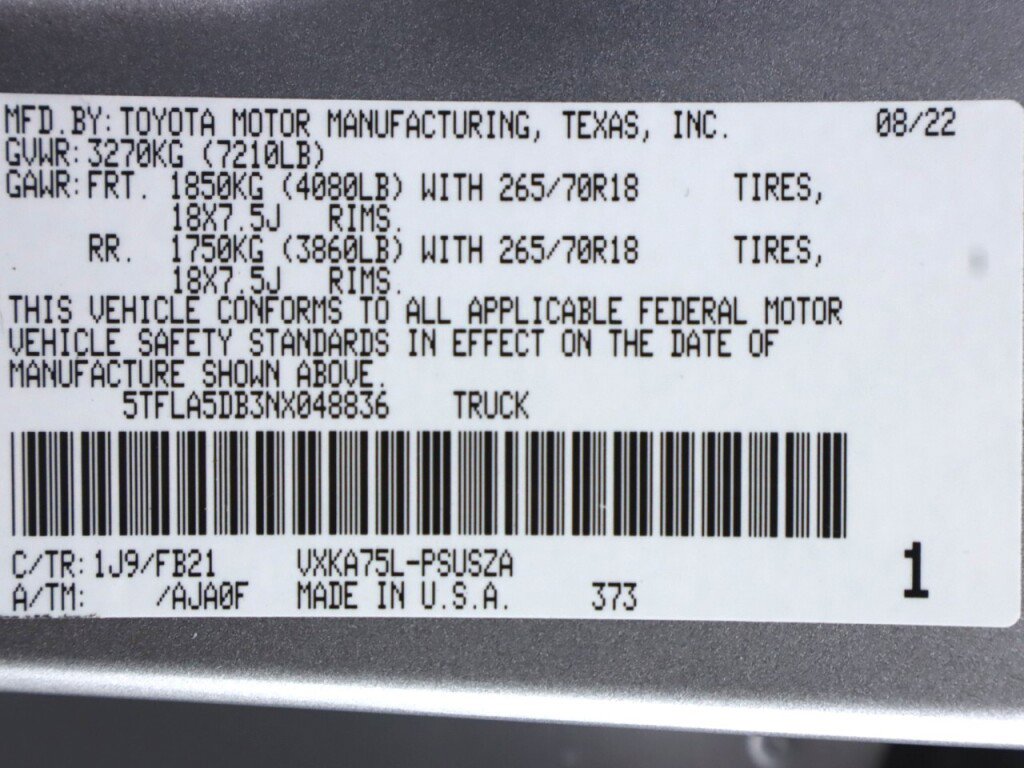 MFD.BY: TOYOTA MOTOR MANUFACTURING, TEXAS, INC. 08/22
GVWR: 3270KG (7210LB)
GAWR: FRT. 1850KG (4080LB) WITH 265/70R18 TIRES,
18X7.5J RIMS.
RR. 1750KG (3860LB) WITH 265/70R18 TIRES,
18X7.5J RIMS.
THIS VEHICLE CONFORMS TO ALL APPLICABLE FEDERAL MOTOR
VEHICLE SAFETY STANDARDS IN EFFECT ON THE DATE OF
MANUFACTURE SHOWN ABOVE.
5TFLA5DB3NX048836 TRUCK
C/TR: 1J9/FB21 VXKA75L-PSUSZA
A/TM: /AJA0F MADE IN U.S.A. 373 1